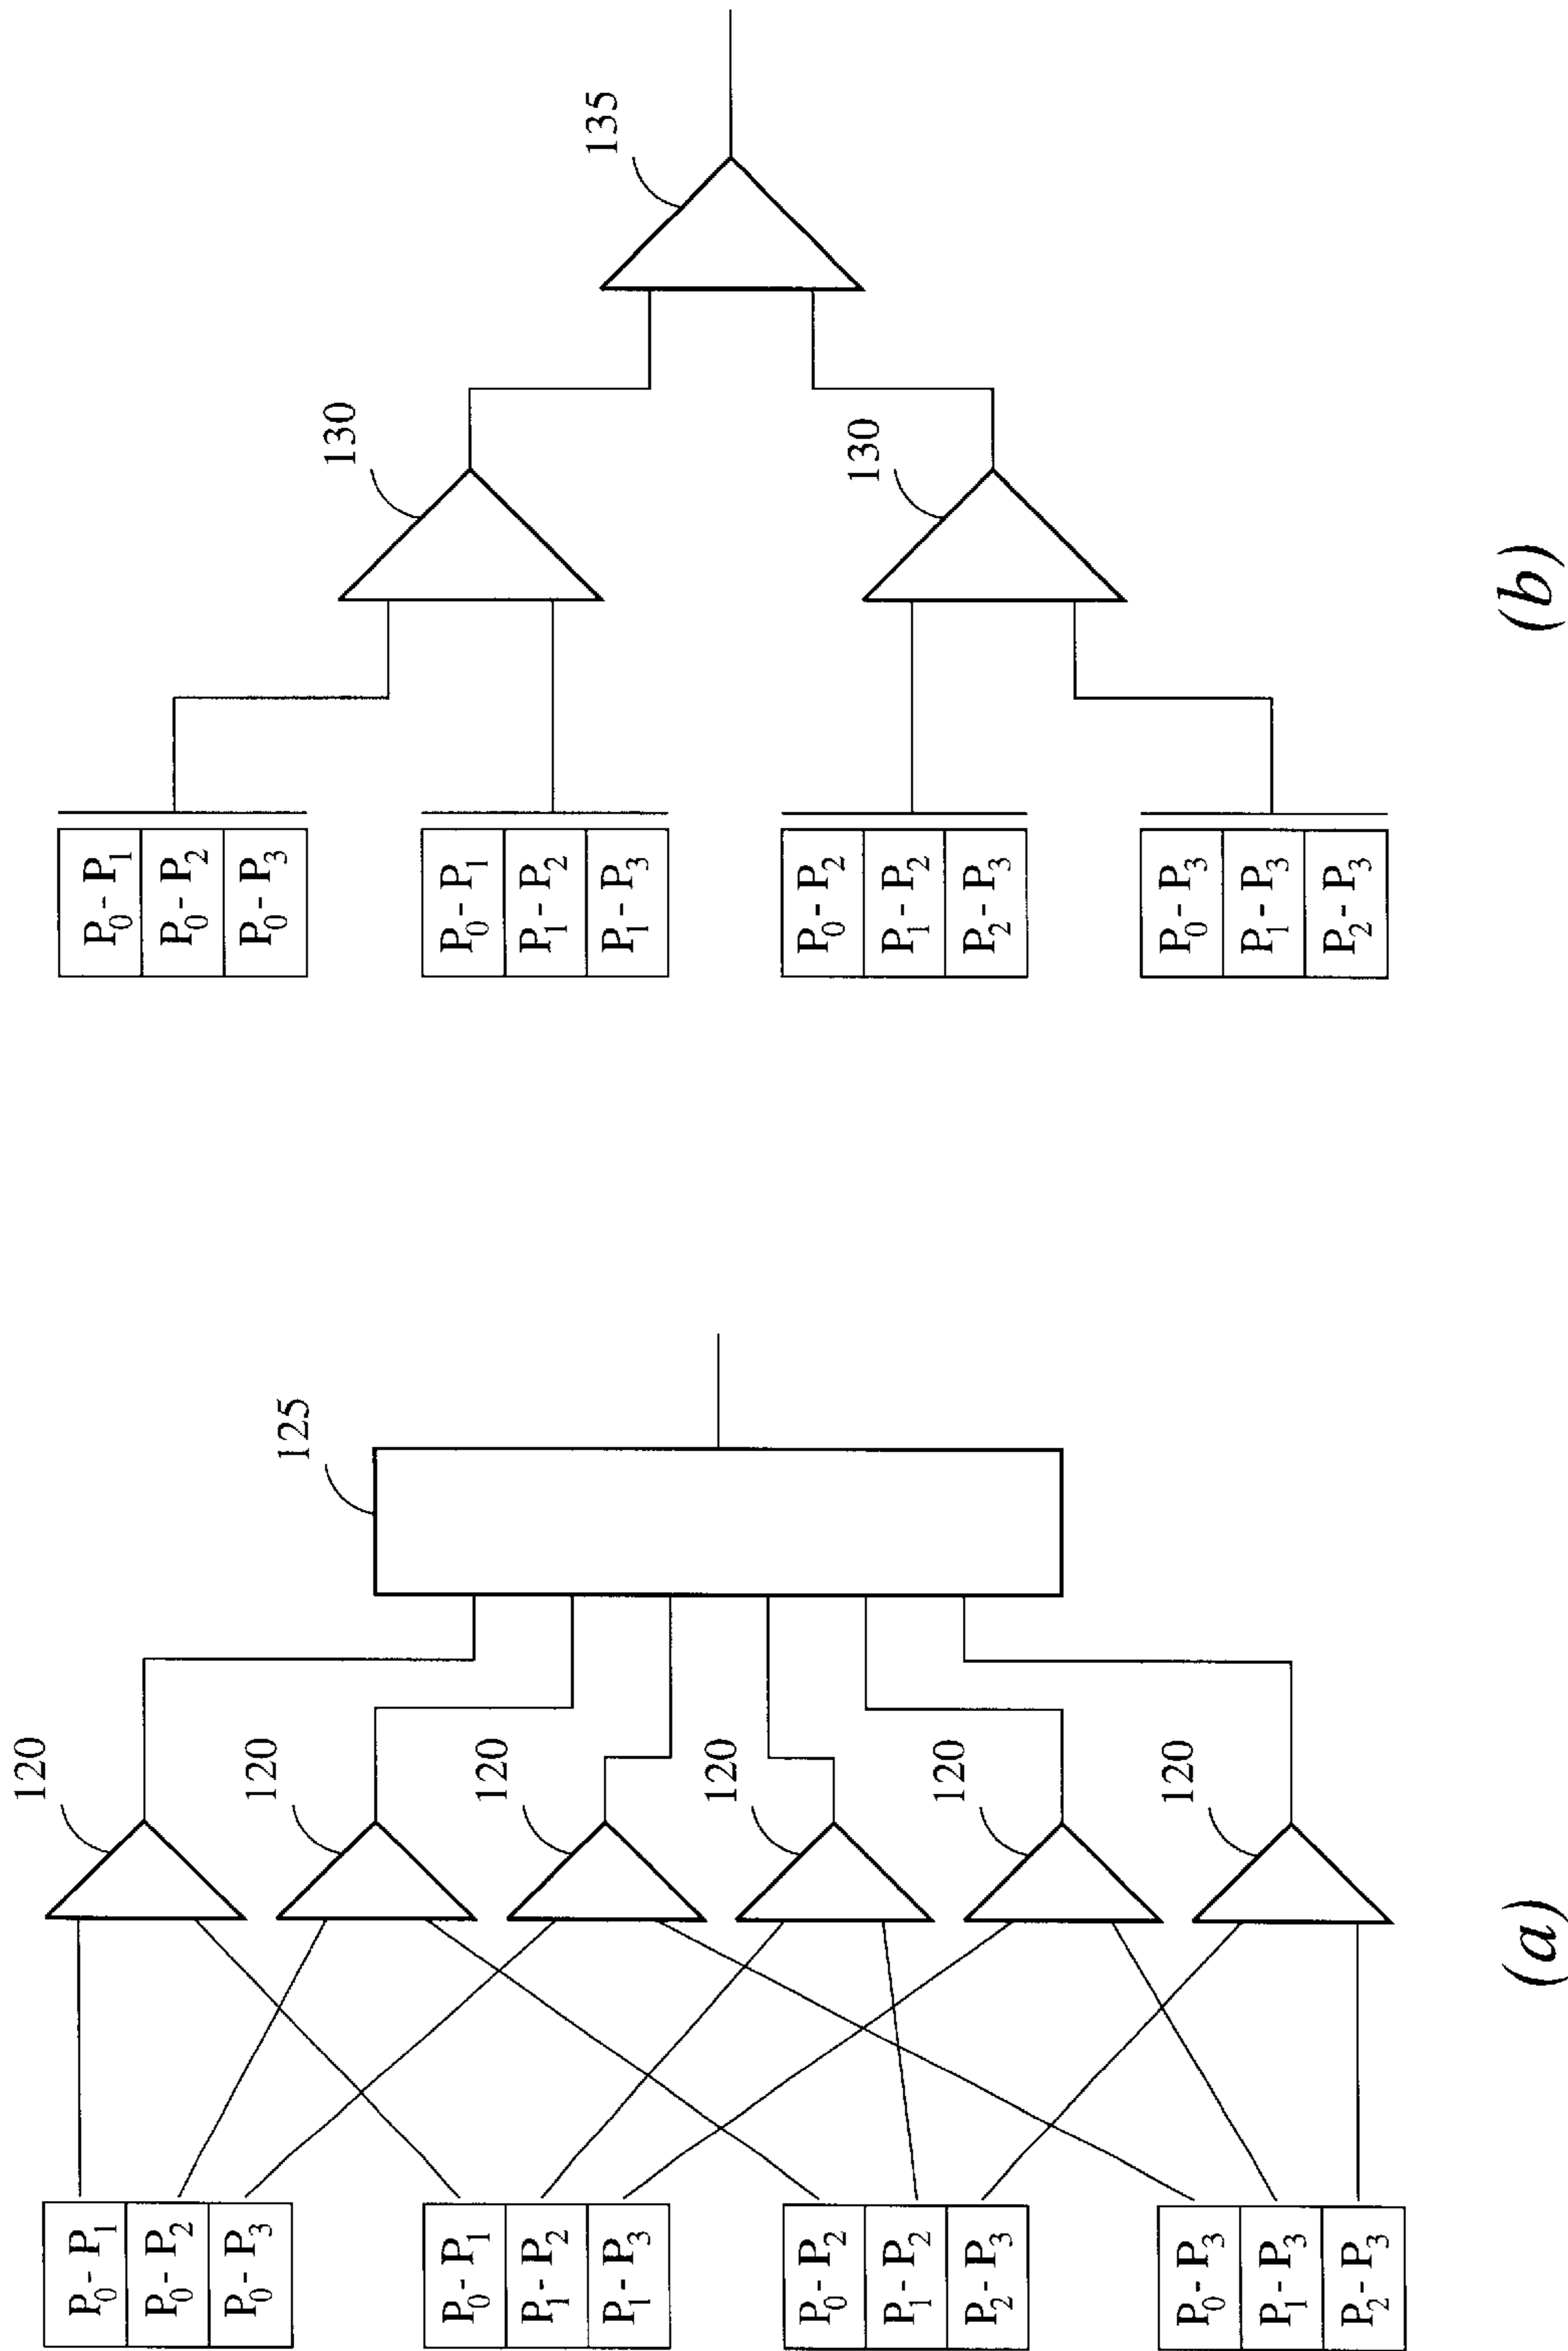 120
120
120
120
120
120
125
P₀ - P₁
P₀ - P₂
P₀ - P₃
P₀ - P₁
P₁ - P₂
P₁ - P₃
P₀ - P₂
P₁ - P₂
P₂ - P₃
P₀ - P₃
P₁ - P₃
P₂ - P₃
(a)
130
130
135
P₀ - P₁
P₀ - P₂
P₀ - P₃
P₀ - P₁
P₁ - P₂
P₁ - P₃
P₀ - P₂
P₁ - P₂
P₂ - P₃
P₀ - P₃
P₁ - P₃
P₂ - P₃
(b)